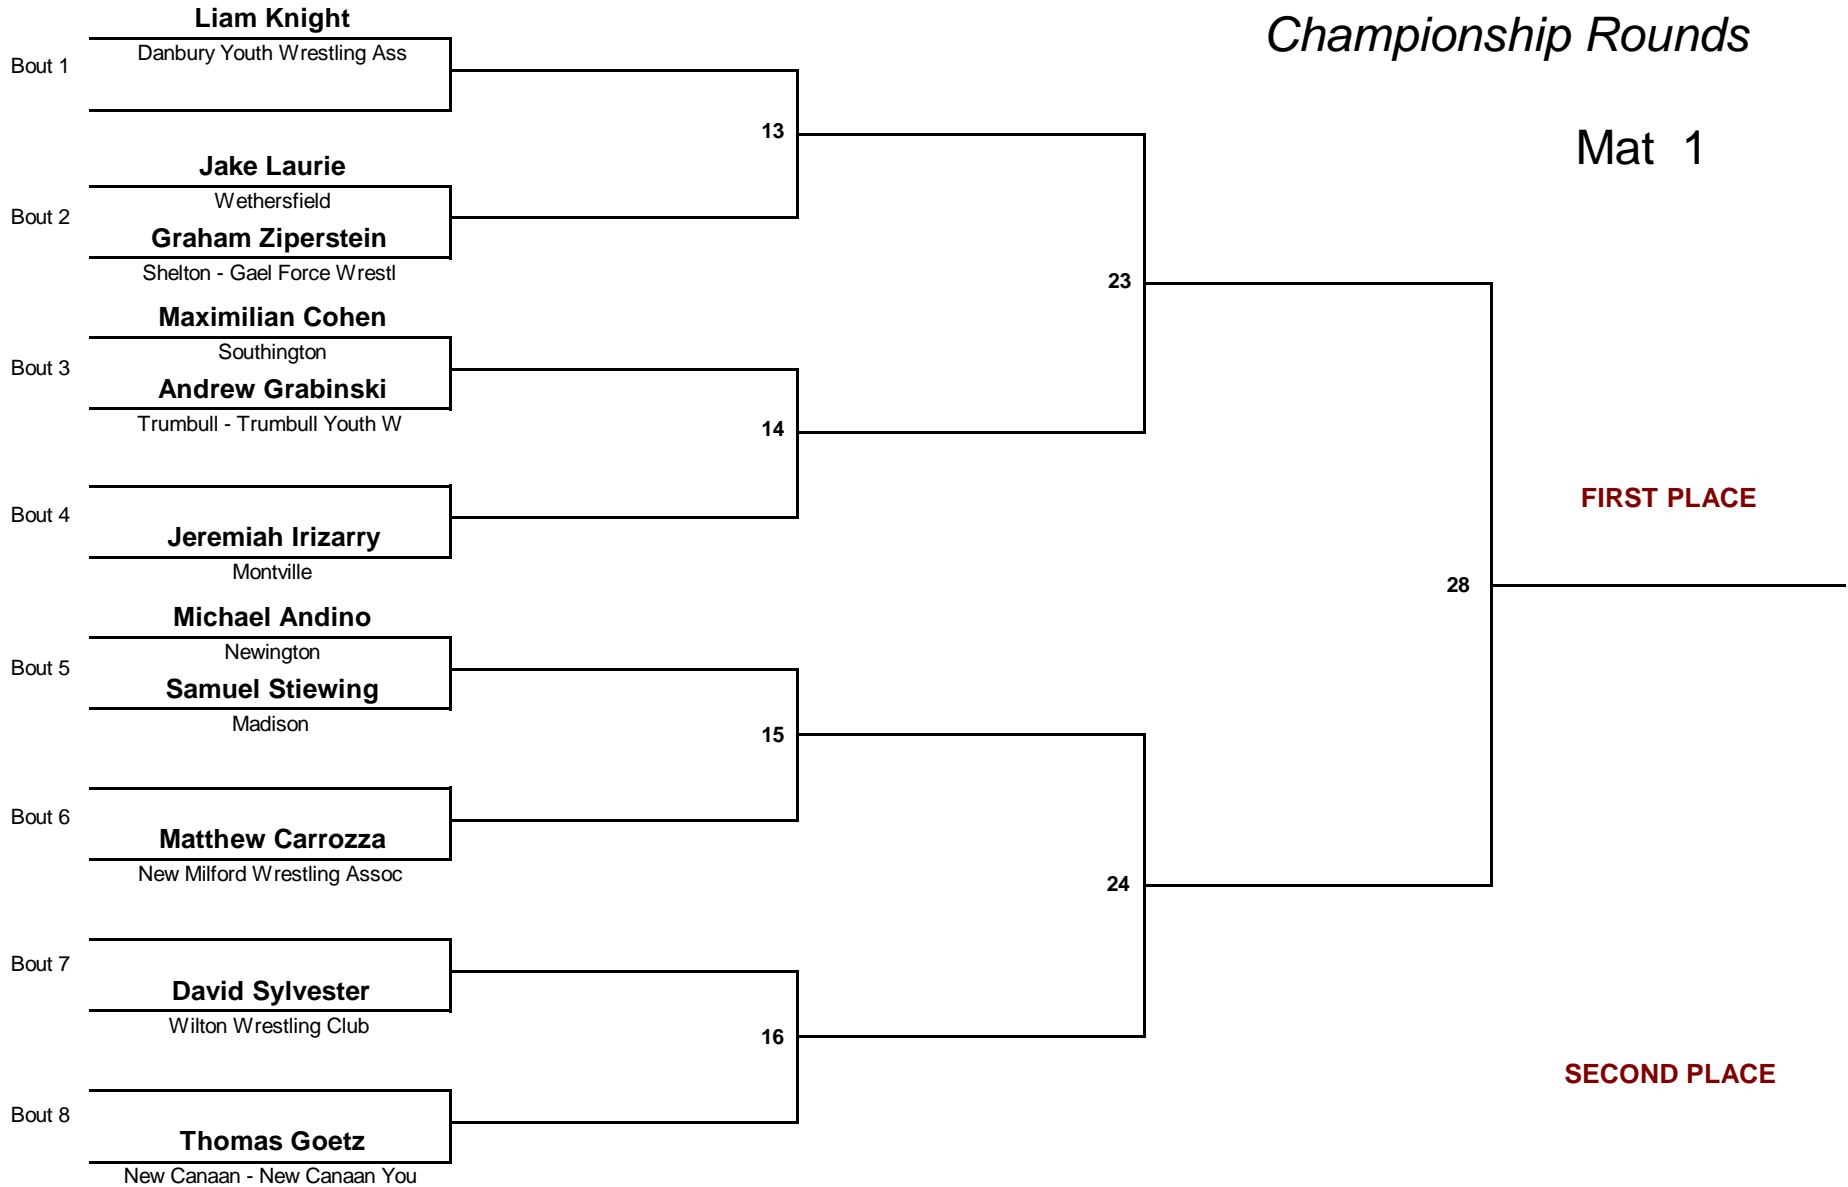 Liam Knight
Championship Rounds
Danbury Youth Wrestling Ass
Bout 1
13
Mat 1
Jake Laurie
Wethersfield
Bout 2
Graham Ziperstein
Shelton - Gael Force Wrestl
23
Maximilian Cohen
Southington
Bout 3
Andrew Grabinski
Trumbull - Trumbull Youth W
14
FIRST PLACE
Bout 4
Jeremiah Irizarry
Montville
28
Michael Andino
Newington
Bout 5
Samuel Stiewing
Madison
15
Bout 6
Matthew Carrozza
New Milford Wrestling Assoc
24
Bout 7
David Sylvester
Wilton Wrestling Club
16
SECOND PLACE
Bout 8
Thomas Goetz
New Canaan - New Canaan You